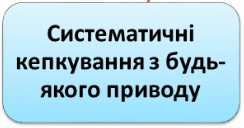 Систематичні
кепкування з будь-
якого приводу